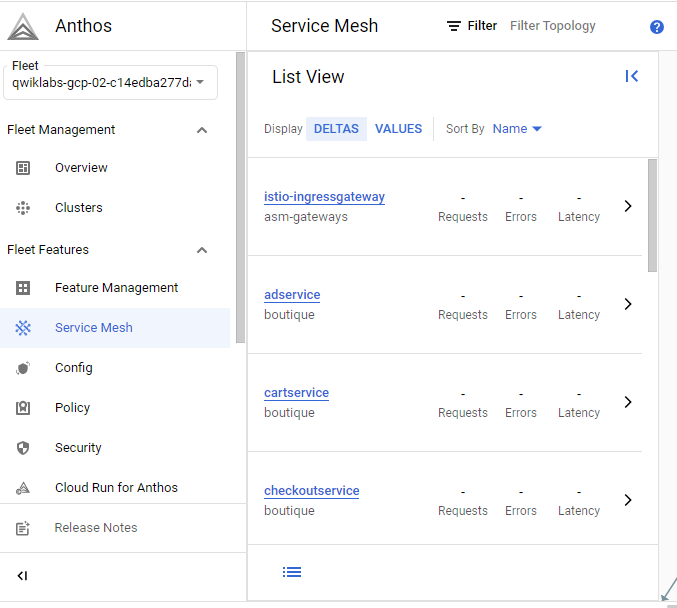 Anthos
Service Mesh
Filter
Filter Topology
?
Fleet
qwiklabs-gcp-02-c14edba277d
Fleet Management
Overview
Clusters
Fleet Features
Feature Management
Service Mesh
Config
Policy
Security
Cloud Run for Anthos
Release Notes
List View
Display DELTAS VALUES Sort By Name
istio-ingressgateway - - -
asm-gateways Requests Errors Latency
adservice - - -
boutique Requests Errors Latency
cartservice - - -
boutique Requests Errors Latency
checkoutservice - - -
boutique Requests Errors Latency